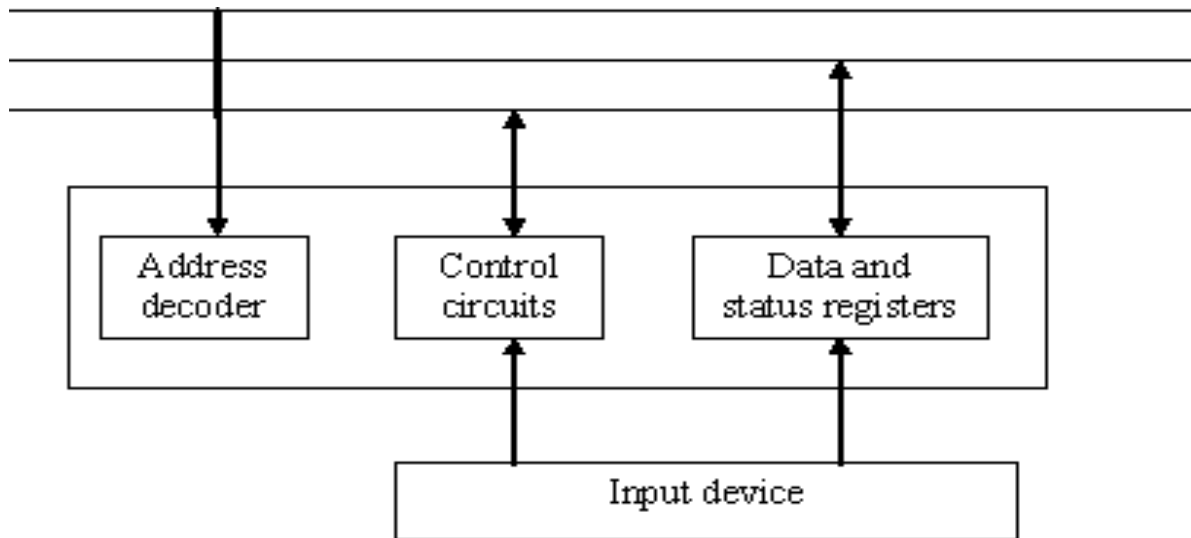 Address
decoder
Control
circuits
Data and
status registers
Input device